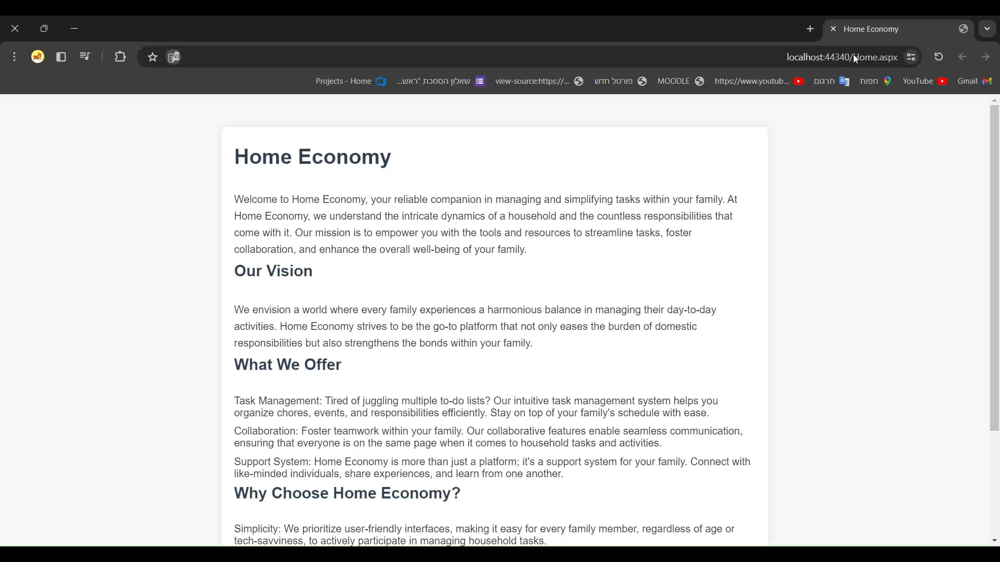 Home Economy
localhost:44340/Home.aspx
Gmail
YouTube
מפות
תרגום
https://www.youtub...
MOODLE
פורטל חדש
view-source:https://...
שאלון הסמכת "ראש...
Projects - Home
Home Economy
Welcome to Home Economy, your reliable companion in managing and simplifying tasks within your family. At
Home Economy, we understand the intricate dynamics of a household and the countless responsibilities that
come with it. Our mission is to empower you with the tools and resources to streamline tasks, foster
collaboration, and enhance the overall well-being of your family.
Our Vision
We envision a world where every family experiences a harmonious balance in managing their day-to-day
activities. Home Economy strives to be the go-to platform that not only eases the burden of domestic
responsibilities but also strengthens the bonds within your family.
What We Offer
Task Management: Tired of juggling multiple to-do lists? Our intuitive task management system helps you
organize chores, events, and responsibilities efficiently. Stay on top of your family's schedule with ease.
Collaboration: Foster teamwork within your family. Our collaborative features enable seamless communication,
ensuring that everyone is on the same page when it comes to household tasks and activities.
Support System: Home Economy is more than just a platform; it's a support system for your family. Connect with
like-minded individuals, share experiences, and learn from one another.
Why Choose Home Economy?
Simplicity: We prioritize user-friendly interfaces, making it easy for every family member, regardless of age or
tech-savviness, to actively participate in managing household tasks.